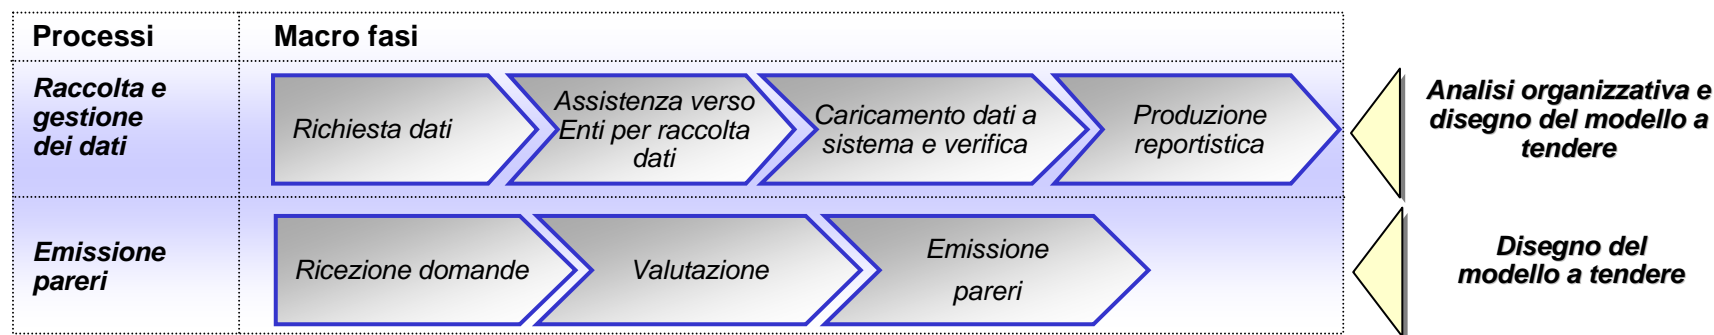 Processi
Macro fasi
Raccolta e
gestione
dei dati
Richiesta dati
Assistenza verso
Enti per raccolta
dati
Caricamento dati a
sistema e verifica
Produzione
reportistica
Analisi organizzativa e
disegno del modello a
tendere
Emissione
pareri
Ricezione domande
Valutazione
Emissione
pareri
Disegno del
modello a tendere